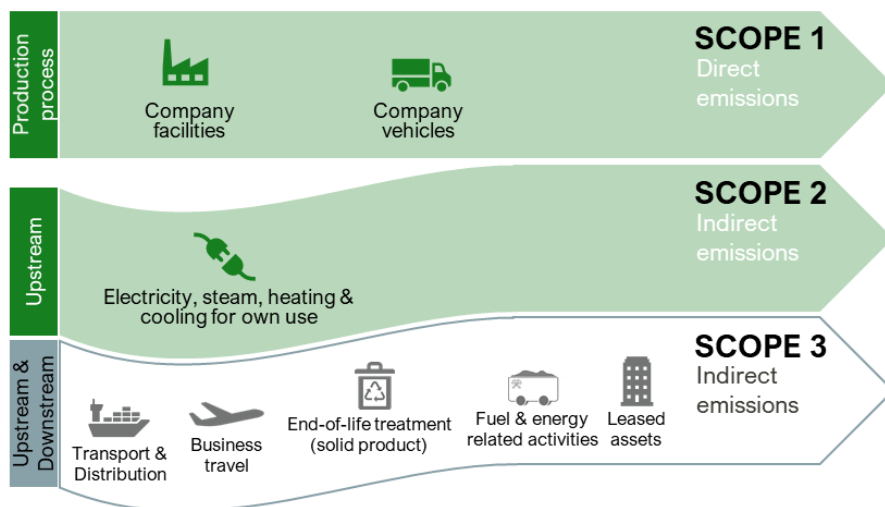 Production
process
Company
facilities
Company
vehicles
SCOPE 1
Direct
emissions
Upstream
Electricity, steam, heating &
cooling for own use
SCOPE 2
Indirect
emissions
Upstream &
Downstream
Transport &
Distribution
Business
travel
End-of-life treatment
(solid product)
Fuel & energy
related activities
Leased
assets
SCOPE 3
Indirect
emissions